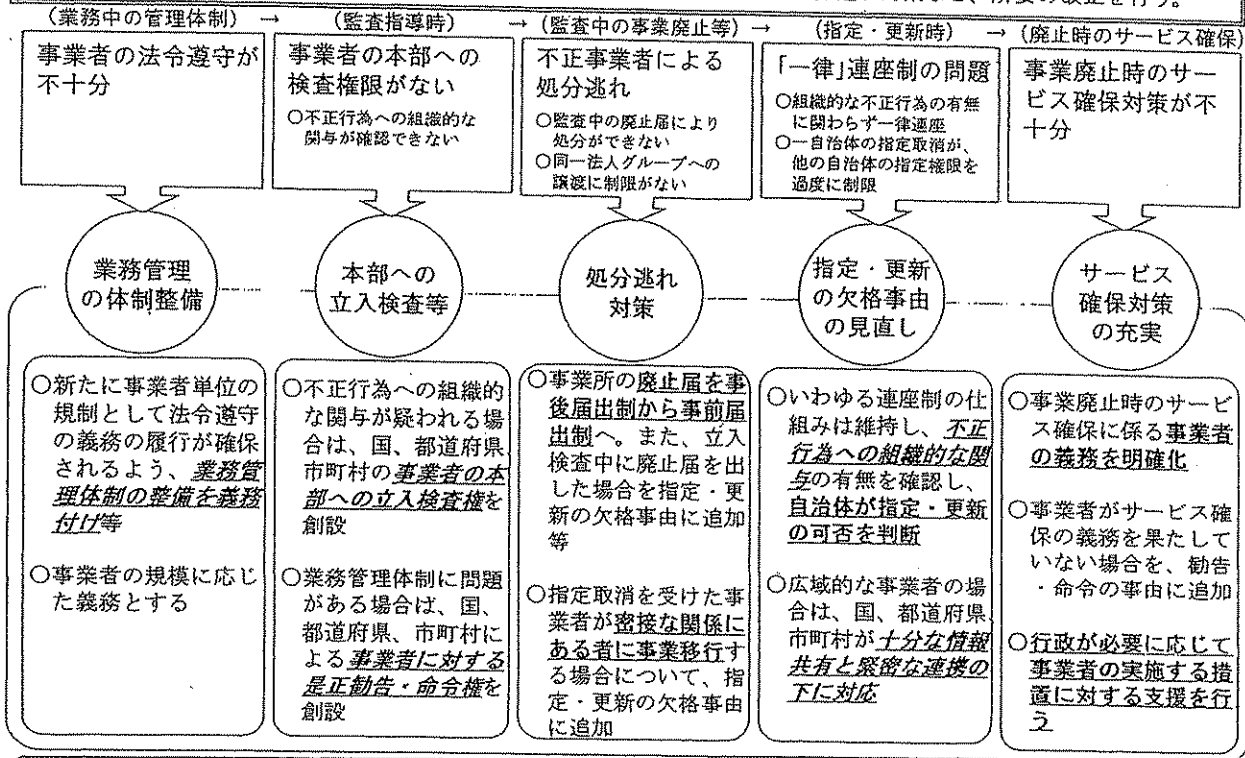 所要の改正を行う。
(業務中の管理体制) → (監査指導時) → (監査中の事業廃止等) → (指定・更新時) → (廃止時のサービス確保)
事業者の法令遵守が
不十分
事業者の本部への
検査権限がない
○不正行為への組織的な
関与が確認できない
不正事業者による
処分逃れ
○監査中の廃止届により
処分ができない
○同一法人グループへの
譲渡に制限がない
「一律」連座制の問題
○組織的な不正行為の有無
に関わらず一律連座
○一自治体の指定取消が、
他の自治体の指定権限を
過度に制限
事業廃止時のサー
ビス確保対策が不
十分
業務管理
の体制整備
本部への
立入検査等
処分逃れ
対策
指定・更新
の欠格事由
の見直し
サービス
確保対策
の充実
○新たに事業者単位の
規制として法令遵守
の義務の履行が確保
されるよう、業務管
理体制の整備を義務
付け等
○事業者の規模に応じ
た義務とする
○不正行為への組織的
な関与が疑われる場
合は、国、都道府県
市町村の事業者の本
部への立入検査権を
創設
○業務管理体制に問題
がある場合は、国、
都道府県、市町村に
よる事業者に対する
是正勧告・命令権を
創設
○事業所の廃止届を事
後届出制から事前届
出制へ。また、立入
検査中に廃止届を出
した場合を指定・更
新の欠格事由に追加
等
○指定取消を受けた事
業者が密接な関係に
ある者に事業移行す
る場合について、指
定・更新の欠格事由
に追加
○いわゆる連座制の仕
組みは維持し、不正
行為への組織的な関
与の有無を確認し、
自治体が指定・更新
の可否を判断
○広域的な事業者の場
合は、国、都道府県
市町村が十分な情報
共有と緊密な連携の
下に対応
○事業廃止時のサービ
ス確保に係る事業者
の義務を明確化
○事業者がサービス確
保の義務を果たして
いない場合を、勧告
・命令の事由に追加
○行政が必要に応じて
事業者の実施する措
置に対する支援を行
う